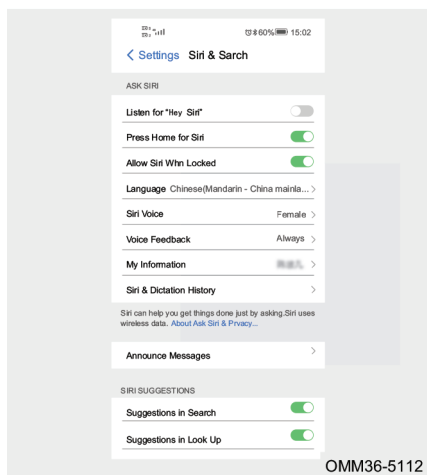 60% 15:02
Settings Siri & Sarch
ASK SIRI
Listen for "Hey Siri"
Press Home for Siri
Allow Siri Whn Locked
Language Chinese(Mandarin - China mainla...
Siri Voice Female
Voice Feedback Always
My Information
Siri & Dictation History
Siri can help you get things done just by asking.Siri uses
wireless data. About Ask Siri & Prvacy...
Announce Messages
SIRI SUGGESTIONS
Suggestions in Search
Suggestions in Look Up
OMM36-5112